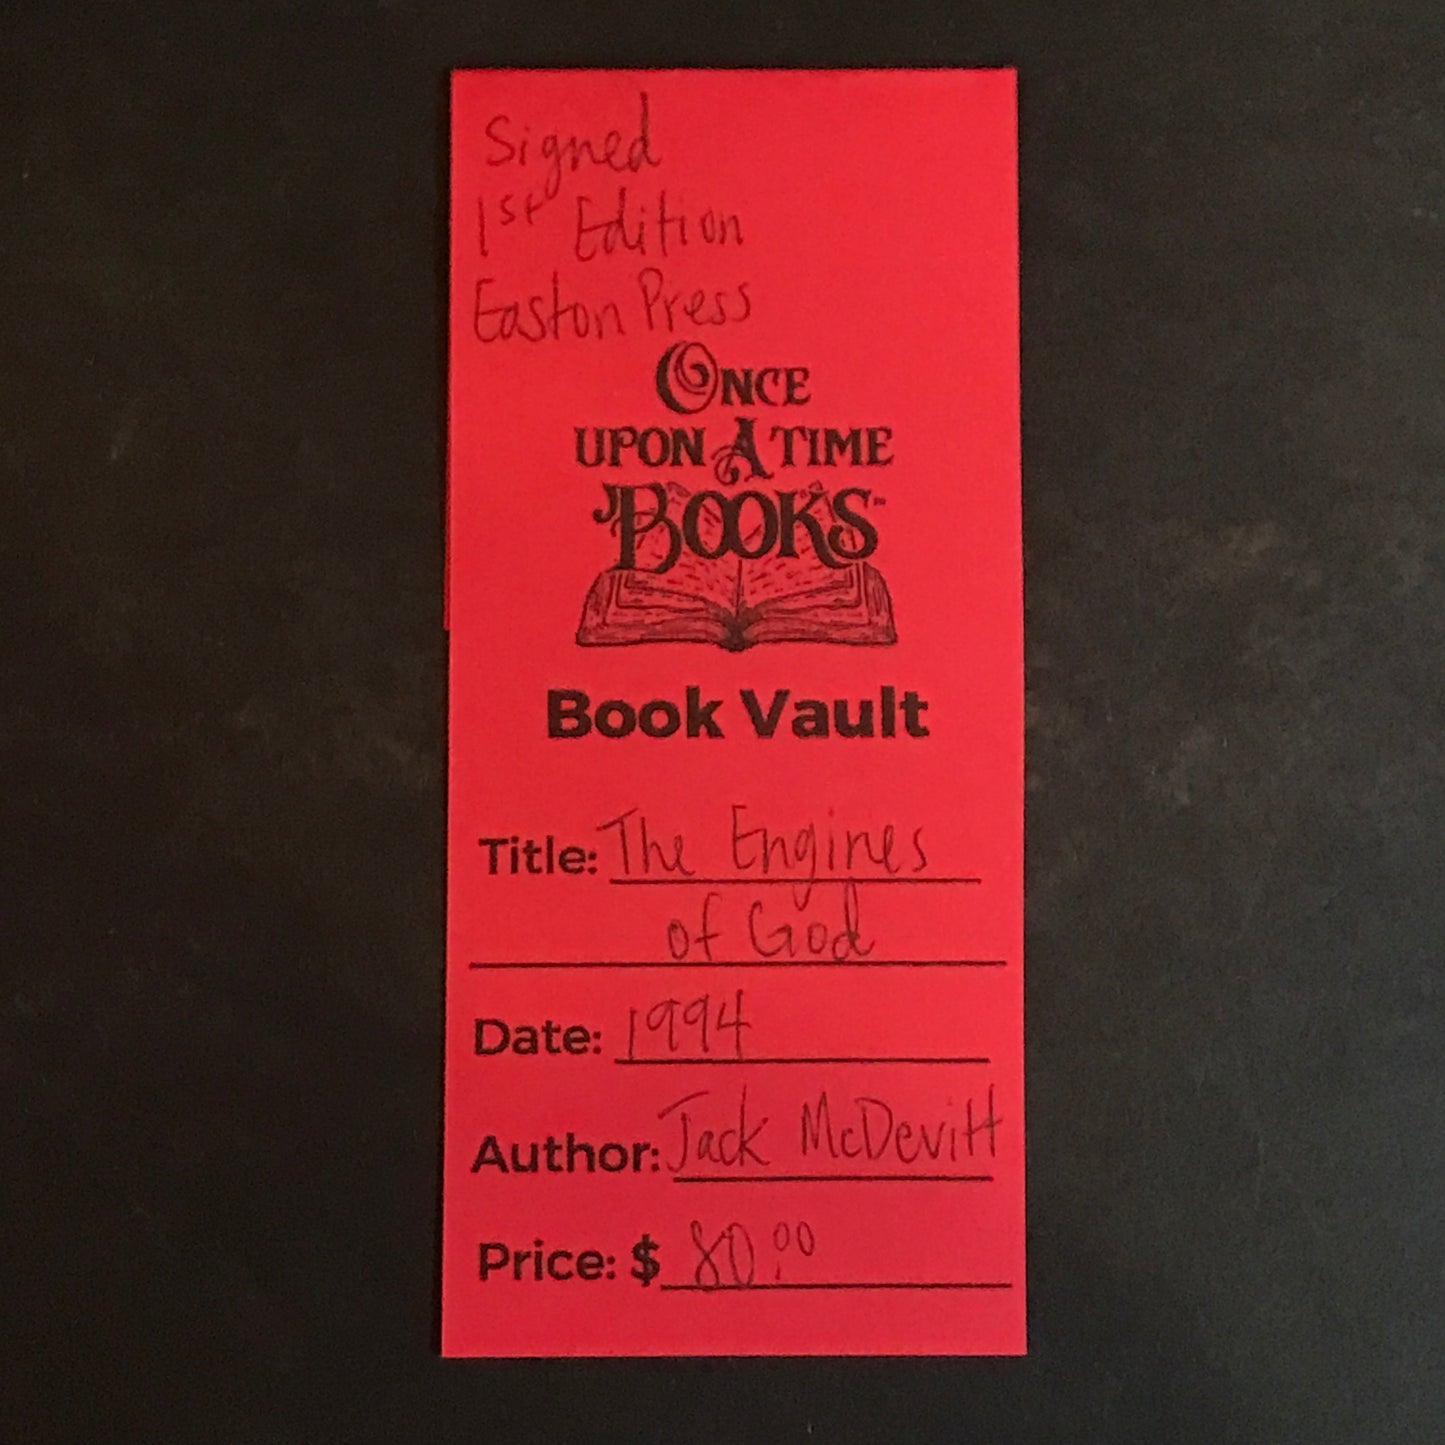 Signed
1st Edition
Easton Press
ONCE
UPON A TIME
BOOKS
Book Vault
Title: The Engines
of God
Date: 1994
Author: Jack McDevitt
Price: $ 80.00